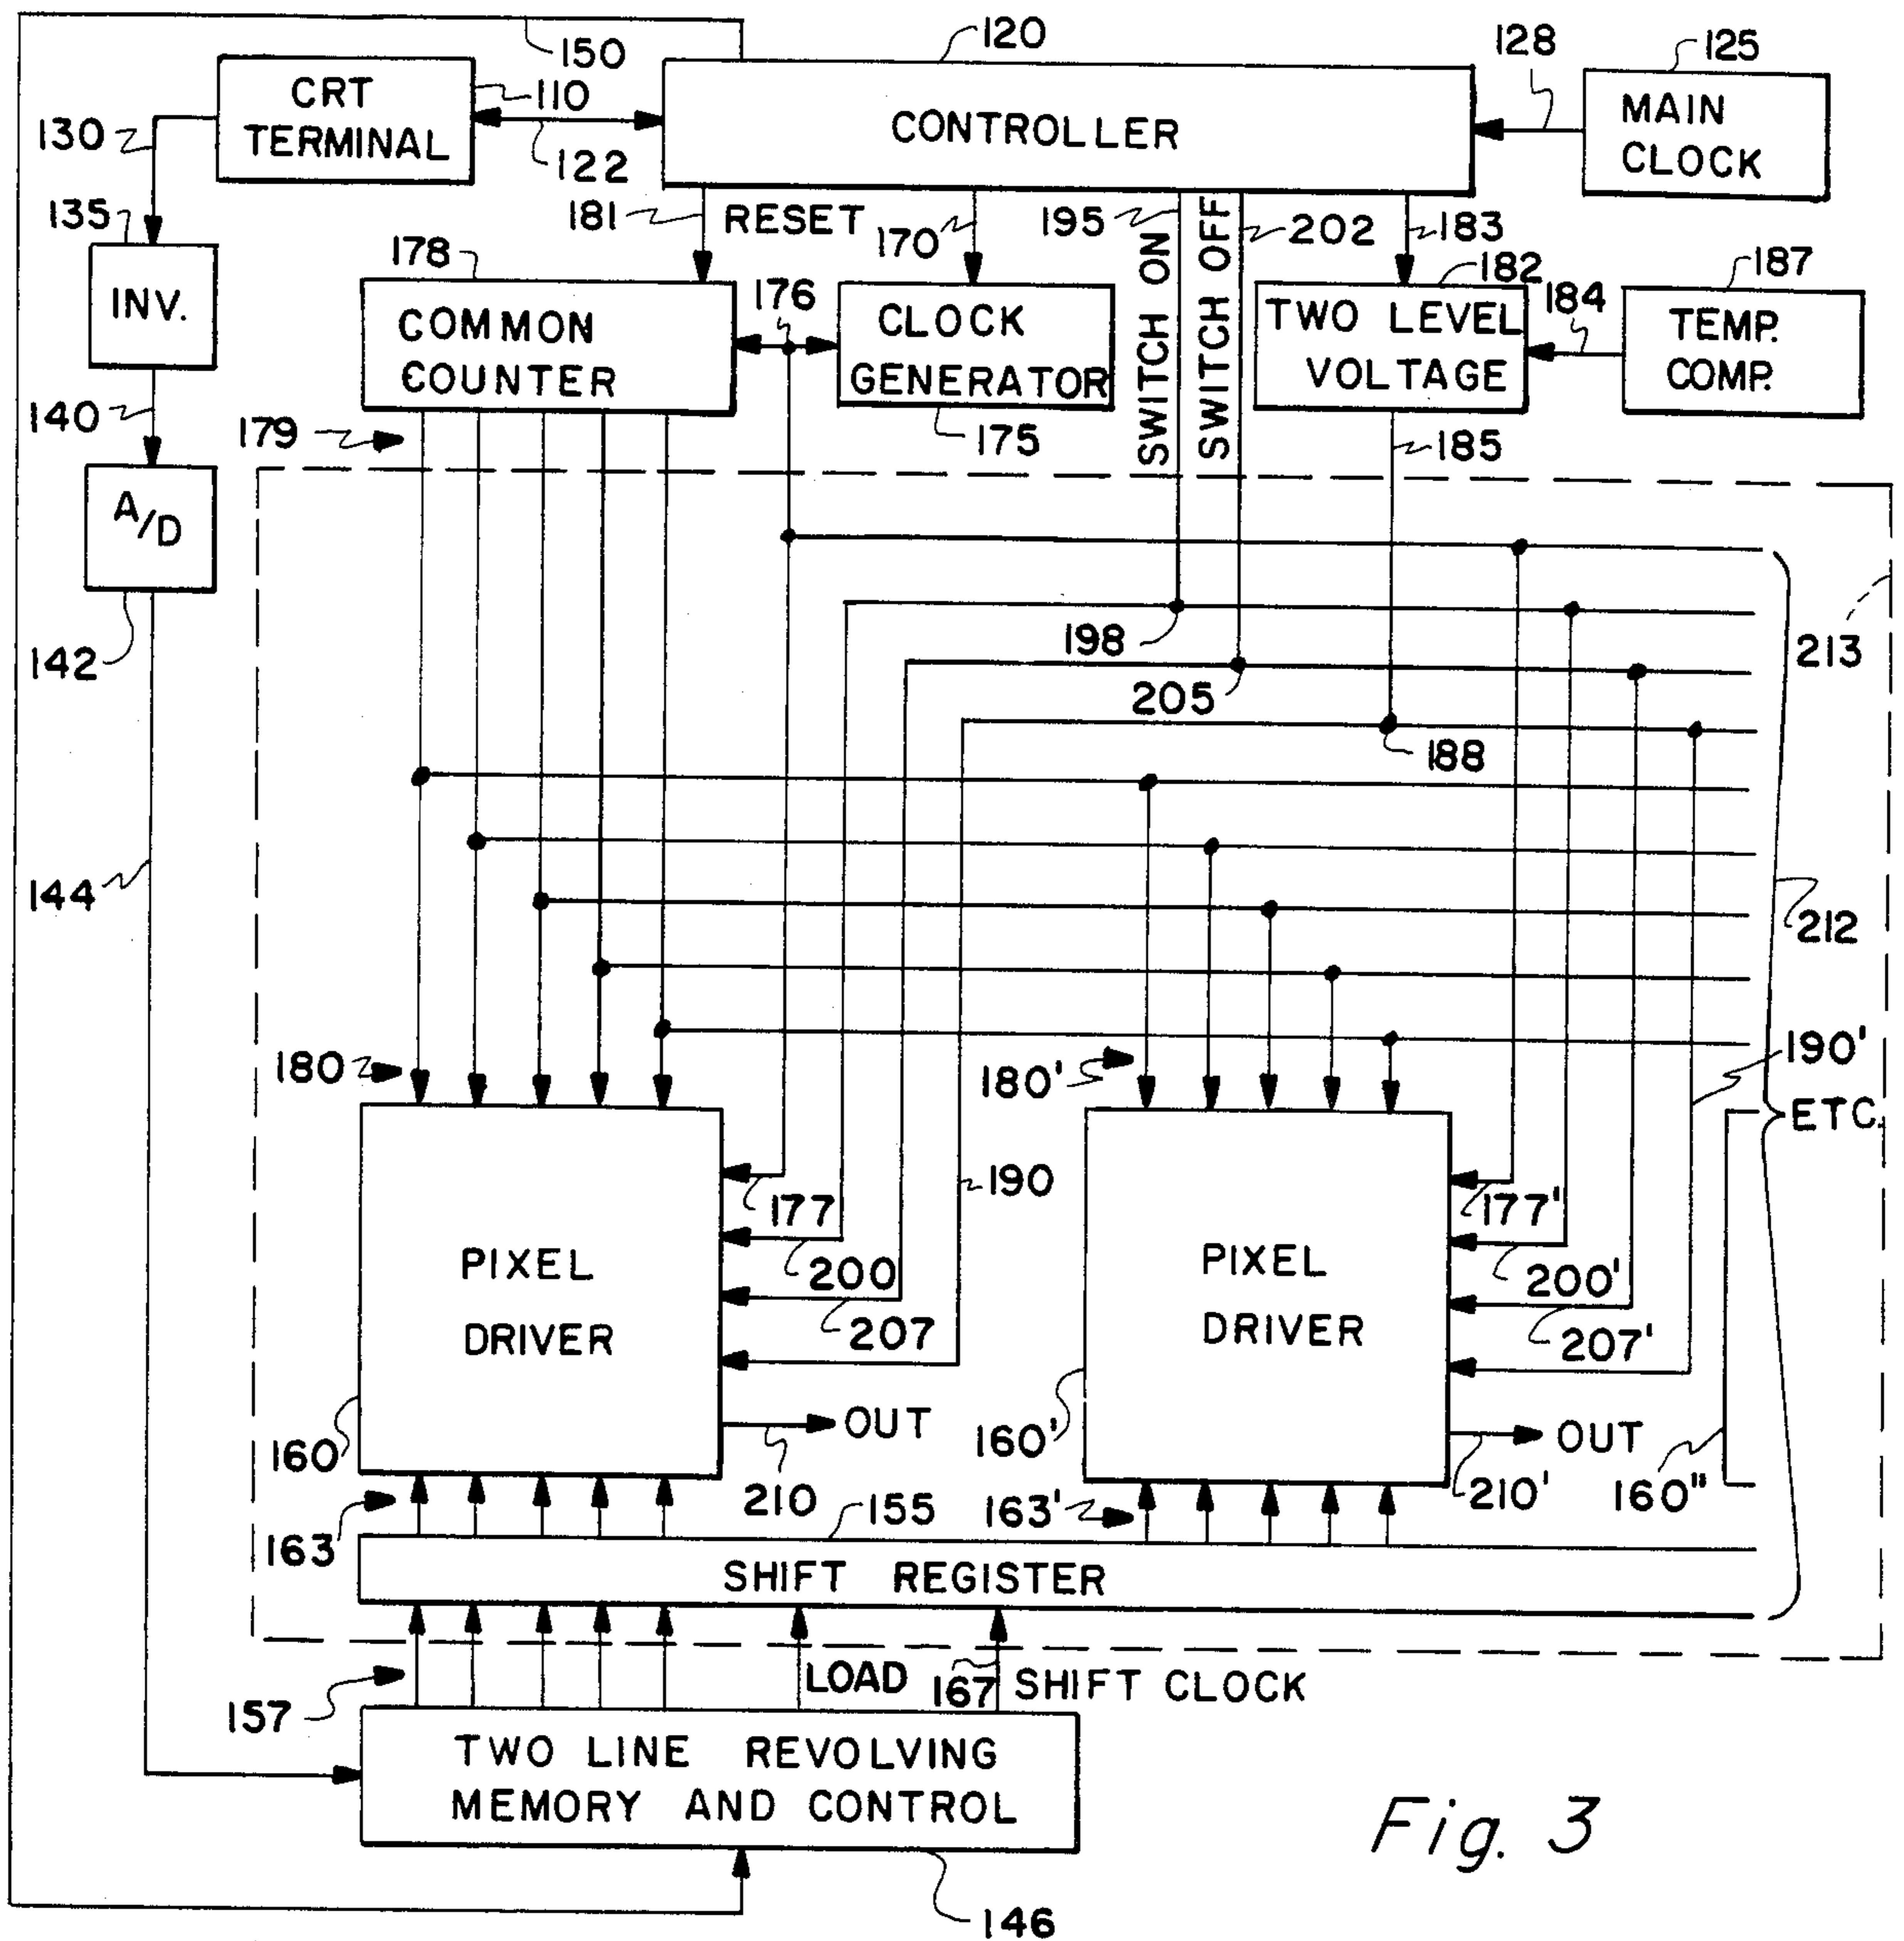 150
120
128
125
CRT
TERMINAL
110
122
CONTROLLER
MAIN
CLOCK
130
135
181
RESET
170
195
SWITCH ON
SWITCH OFF
202
183
178
176
182
184
187
INV.
COMMON
COUNTER
CLOCK
GENERATOR
TWO LEVEL
VOLTAGE
TEMP.
COMP.
140
179
175
185
A/D
142
198
213
205
188
144
212
180
180'
190'
ETC.
177
190
177'
PIXEL
DRIVER
200
PIXEL
DRIVER
200'
207
207'
160
OUT
160'
OUT
160"
210
210'
163
155
163'
SHIFT REGISTER
157
LOAD
167
SHIFT CLOCK
TWO LINE REVOLVING
MEMORY AND CONTROL
146
Fig. 3